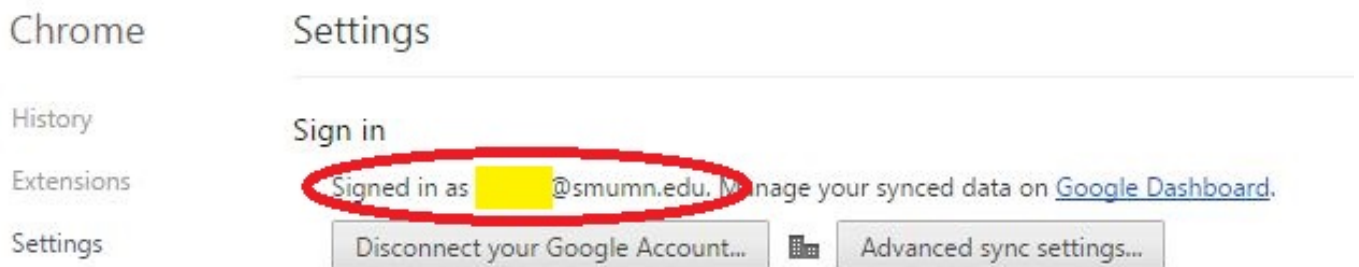 Chrome
Settings
History
Extensions
Settings
Sign in
Signed in as @smumn.edu. Manage your synced data on Google Dashboard.
Disconnect your Google Account... Advanced sync settings...